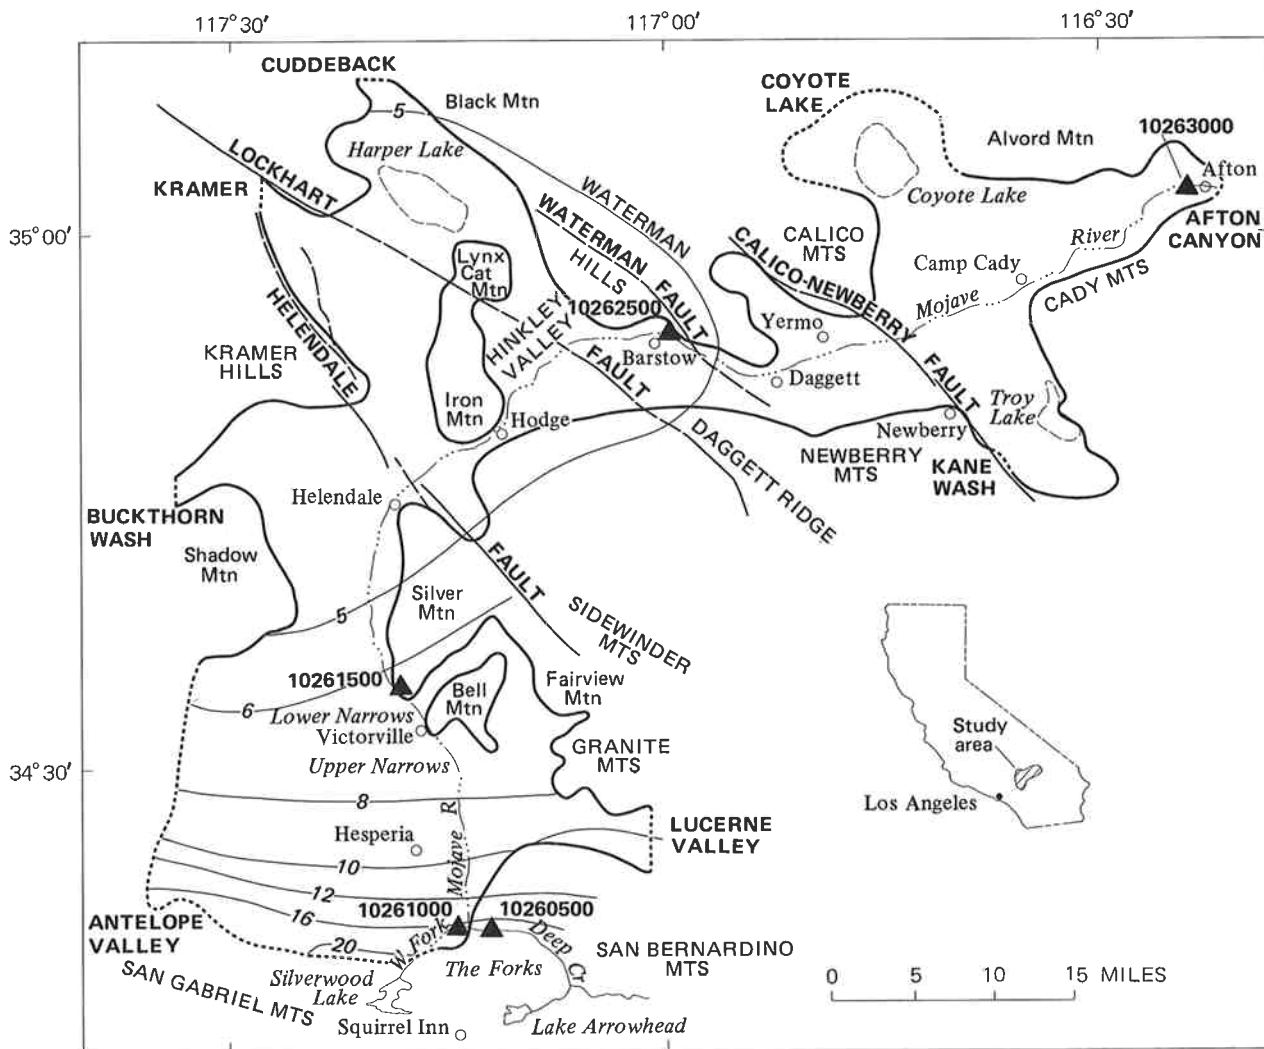 117°30′
117°00′
116°30′
CUDDEBACK
Black Mtn
5
COYOTE
LAKE
Alvord Mtn
10263000
Afton
LOCKHART
Harper Lake
KRAMER
WATERMAN
WATERMAN
HILLS
FAULT
Coyote Lake
AFTON
CANYON
35°00′
CALICO
MTS
River
CALICO-NEWBERRY
Camp Cady
CADY MTS
Lynx
Cat
Mtn
HELENDALE
10262500
Mojave
HINKLEY
VALLEY
Yermo
Barstow
KRAMER
HILLS
FAULT
FAULT
Daggett
Iron
Mtn
Hodge
Troy
Lake
Newberry
DAGGETT RIDGE
NEWBERRY
MTS
KANE
WASH
Helendale
BUCKTHORN
WASH
Shadow
Mtn
FAULT
Silver
Mtn
5
SIDEWINDER
MTS
10261500
Bell
Mtn
Fairview
Mtn
6
Lower Narrows
Victorville
GRANITE
MTS
Upper Narrows
Study
area
Los Angeles
34°30′
8
Mojave R
Hesperia
LUCERNE
VALLEY
10
12
16
10261000
10260500
ANTELOPE
VALLEY
20
W Fork
Deep Cr
SAN BERNARDINO
MTS
The Forks
SAN GABRIEL MTS
Silverwood
Lake
Squirrel Inn
Lake Arrowhead
0 5 10 15 MILES